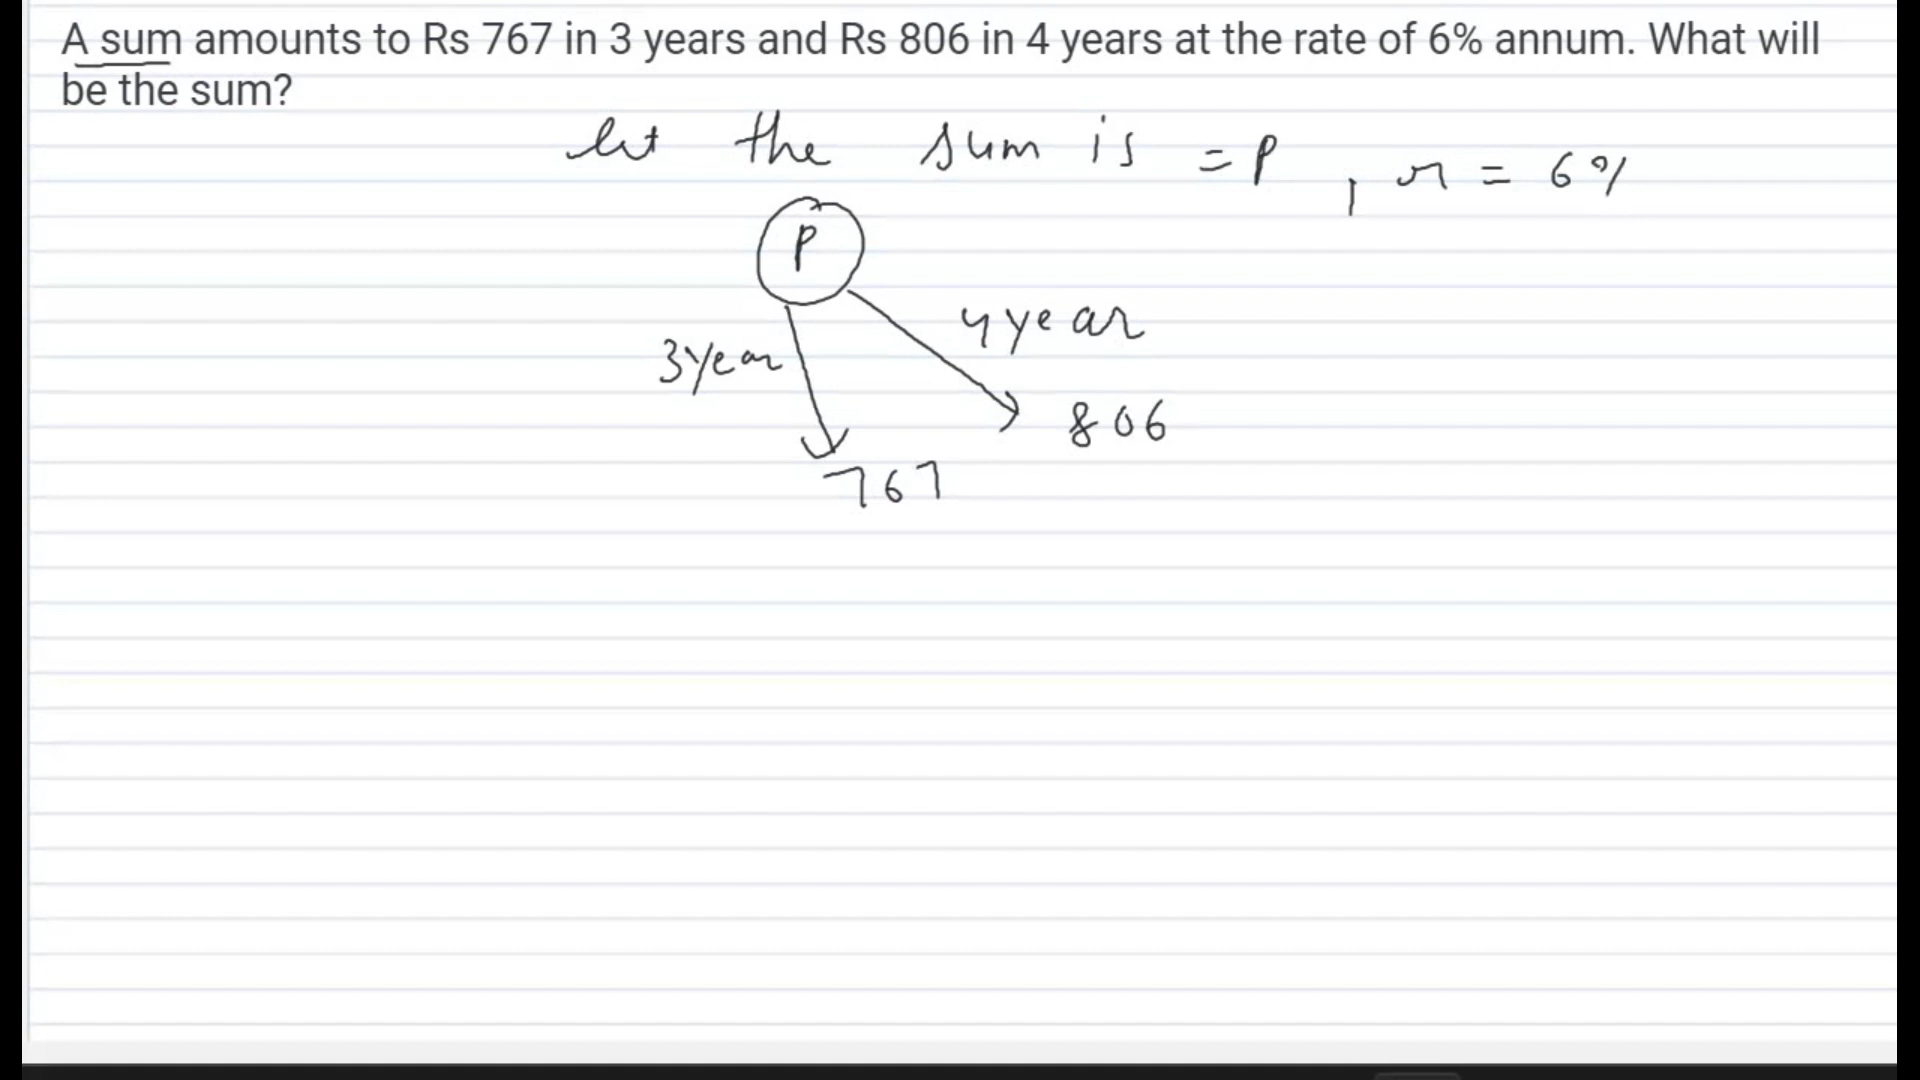 A sum amounts to Rs 767 in 3 years and Rs 806 in 4 years at the rate of 6% annum. What will
be the sum?
let the sum is = P , r = 6%
P
4year
3year
806
767